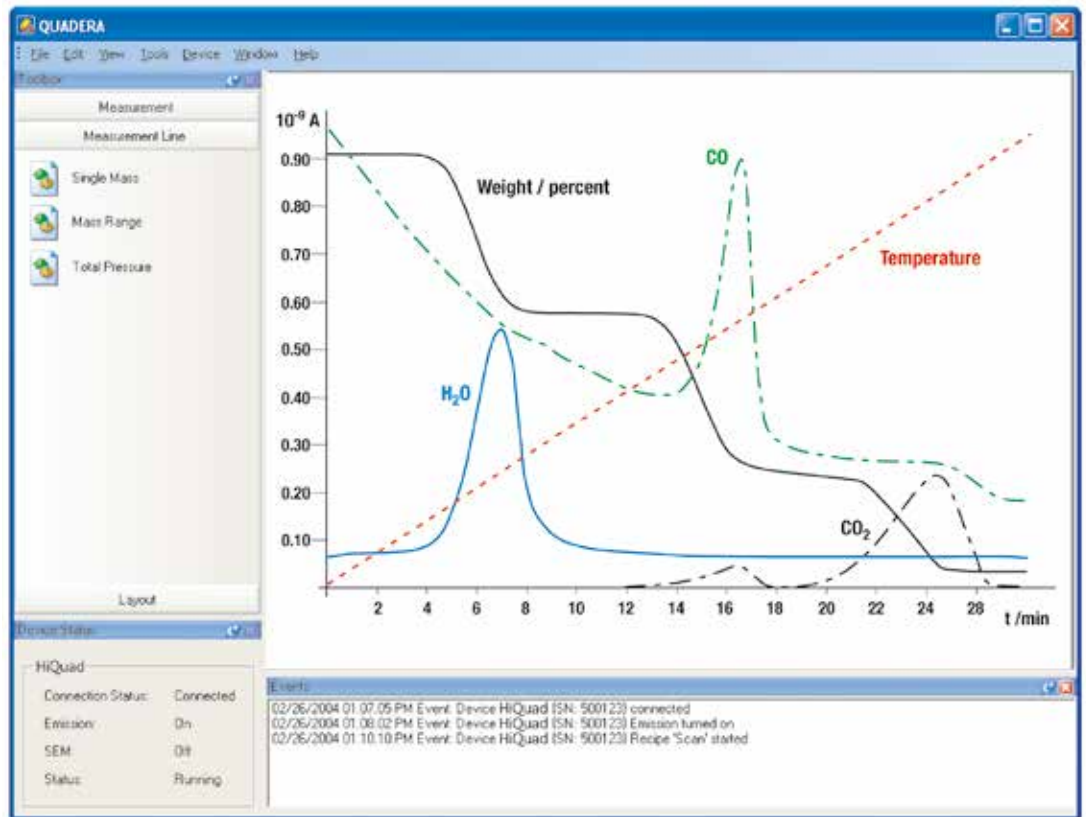 QUADERA
File Edit View Tools Device Window Help
Toolbox
Measurement
Measurement Line
Single Mass
Mass Range
Total Pressure
Layout
Device Status
HiQuad
Connection Status: Connected
Emission: On
SEM: Off
Status: Running
10⁻⁹ A
0.90
0.80
0.70
0.60
0.50
0.40
0.30
0.20
0.10
Weight / percent
CO
Temperature
H₂O
CO₂
2 4 6 8 10 12 14 16 18 20 22 24 28
t /min
Events
02/26/2004 01.07.05 PM Event: Device HiQuad (SN: 500123) connected
02/26/2004 01.08.02 PM Event: Device HiQuad (SN: 500123) Emission turned on
02/26/2004 01.10.10 PM Event: Device HiQuad (SN: 500123) Recipe 'Scan' started